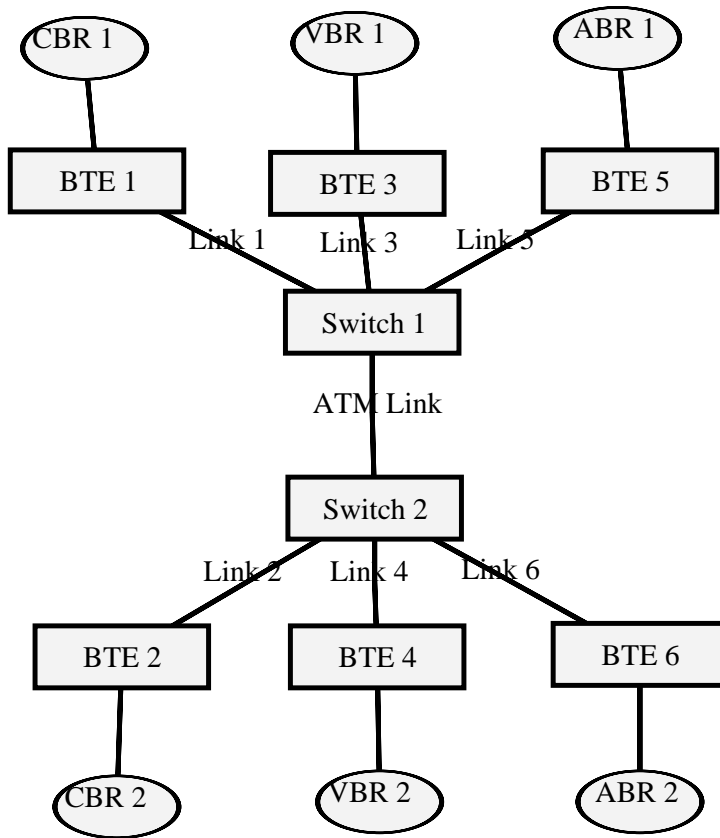 CBR 1
VBR 1
ABR 1
BTE 1
BTE 3
BTE 5
Link 1
Link 3
Link 5
Switch 1
ATM Link
Switch 2
Link 2
Link 4
Link 6
BTE 2
BTE 4
BTE 6
CBR 2
VBR 2
ABR 2